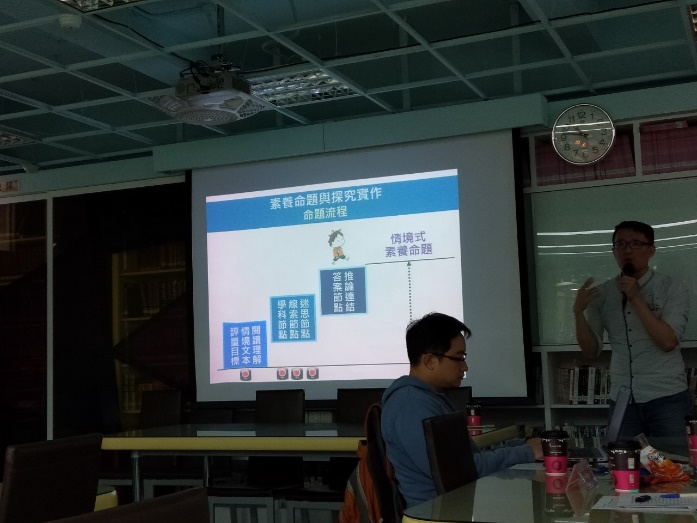 素養命題與探究實作
命題流程
情境式
素養命題
推論連結
答案節點
迷思節點
線索節點
學科節點
閱讀理解
情境文本
評量目標